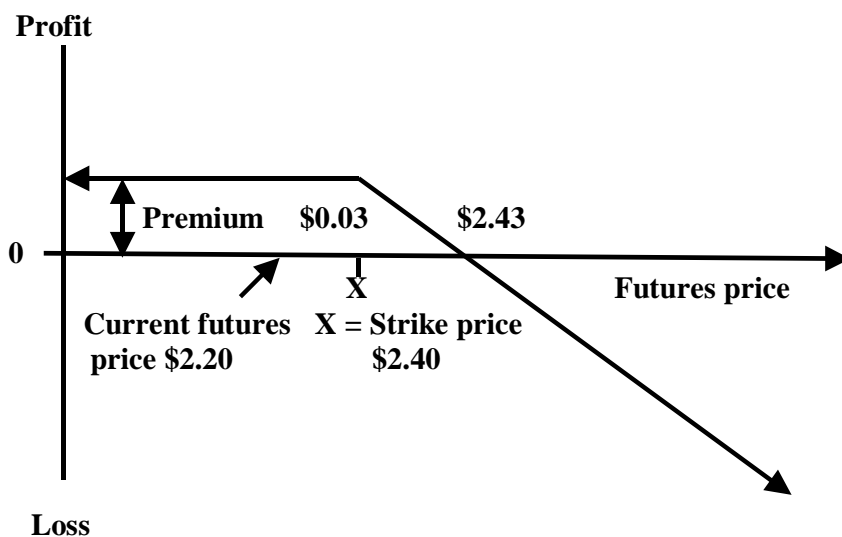 Profit
Premium $0.03 $2.43
0
X
Futures price
Current futures X = Strike price
price $2.20 $2.40
Loss